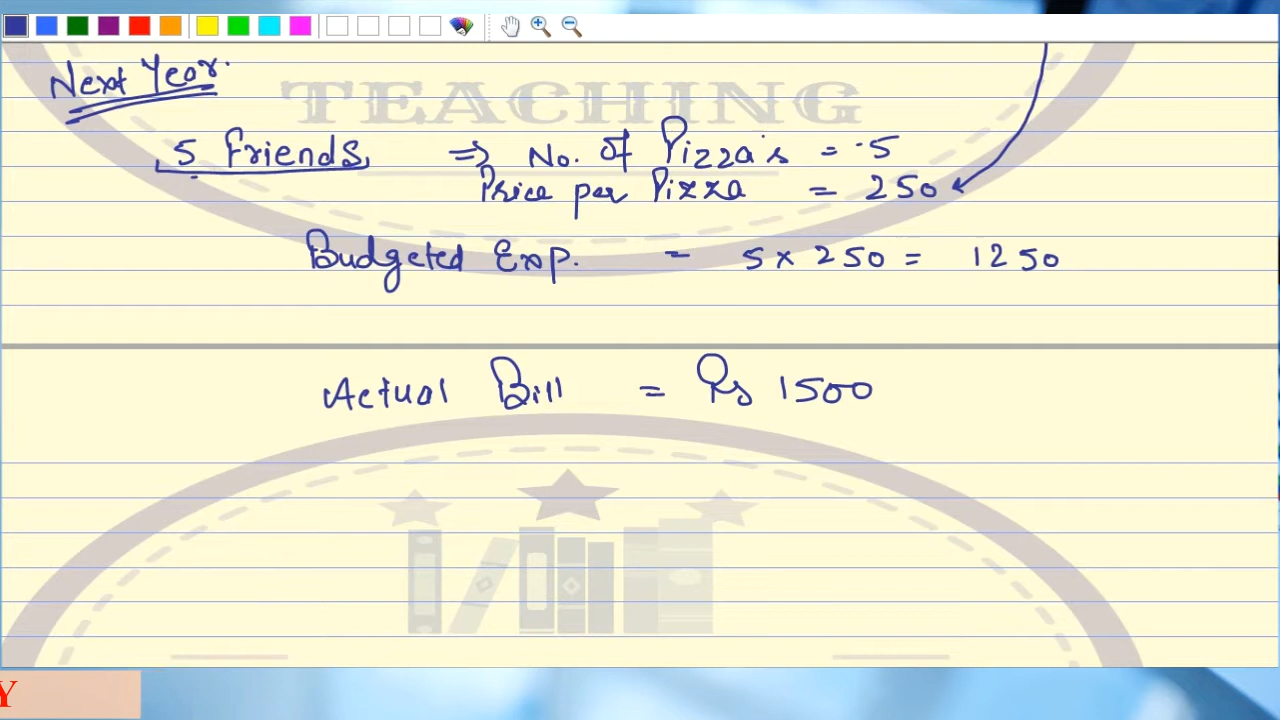 Next Year.
TEACHING
5 Friends ⇒ No. of Pizza's = 5
Price per Pizza = 250
Budgeted Exp. = 5 x 250 = 1250
Actual Bill = Rs 1500
Y